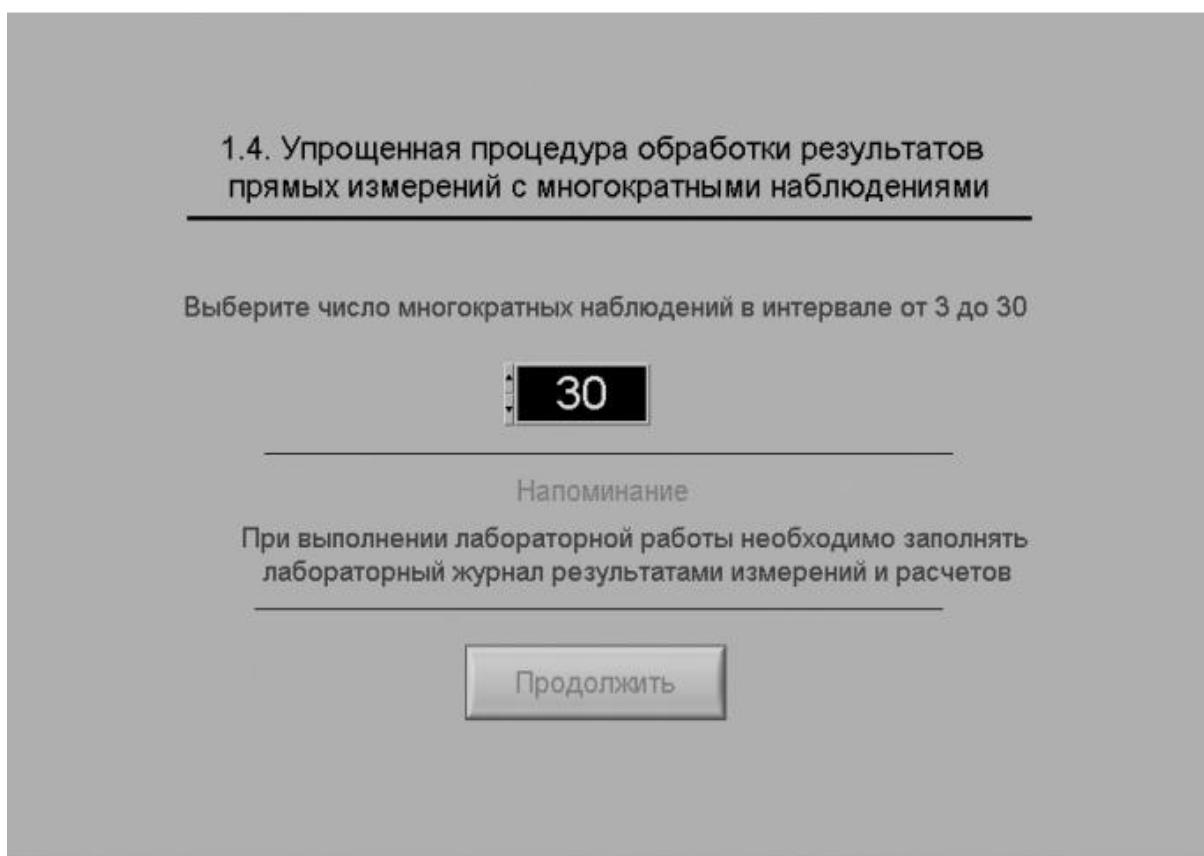 1.4. Упрощенная процедура обработки результатов
прямых измерений с многократными наблюдениями
Выберите число многократных наблюдений в интервале от 3 до 30
30
Напоминание
При выполнении лабораторной работы необходимо заполнять
лабораторный журнал результатами измерений и расчетов
Продолжить